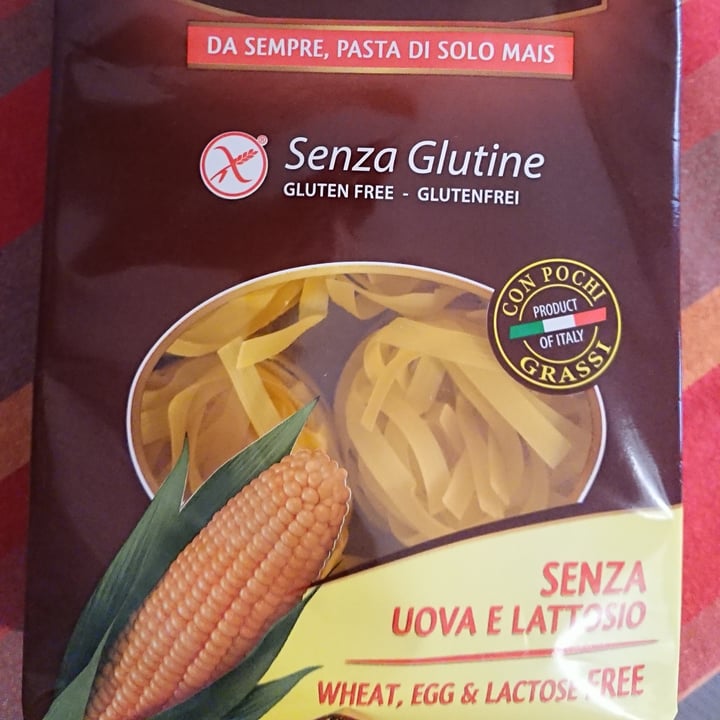 DA SEMPRE, PASTA DI SOLO MAIS
Senza Glutine
GLUTEN FREE - GLUTENFREI
CON POCHI
PRODUCT
OF ITALY
GRASSI
SENZA
UOVA E LATTOSIO
WHEAT, EGG & LACTOSE FREE